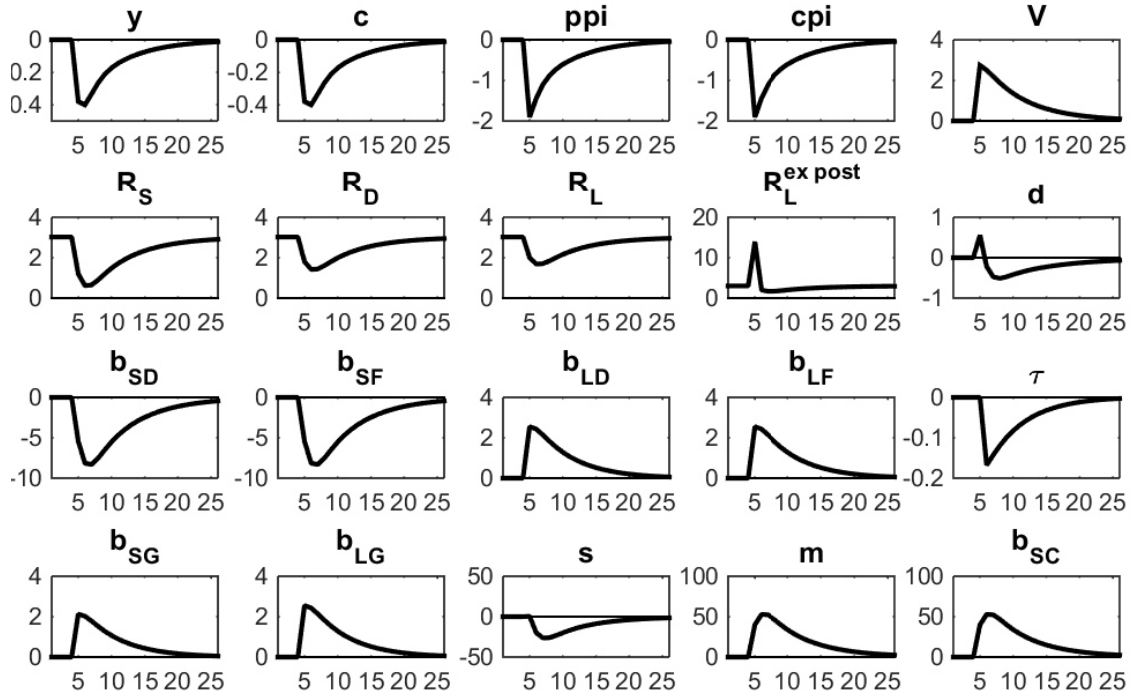 y c ppi cpi V
0 0 0 0 4
).2 -0.2 -1 -1 2
).4 -0.4 -2 -2 0
5 10 15 20 25 5 10 15 20 25 5 10 15 20 25 5 10 15 20 25 5 10 15 20 25
R_S R_D R_L R_L^{ex post} d
4 4 4 20 1
2 2 2 10 0
0 0 0 0 -1
5 10 15 20 25 5 10 15 20 25 5 10 15 20 25 5 10 15 20 25 5 10 15 20 25
b_SD b_SF b_LD b_LF τ
0 0 4 4 0
-5 -5 2 2 -0.1
-10 -10 0 0 -0.2
5 10 15 20 25 5 10 15 20 25 5 10 15 20 25 5 10 15 20 25 5 10 15 20 25
b_SG b_LG s m b_SC
4 4 50 100 100
2 2 0 50 50
0 0 -50 0 0
5 10 15 20 25 5 10 15 20 25 5 10 15 20 25 5 10 15 20 25 5 10 15 20 25